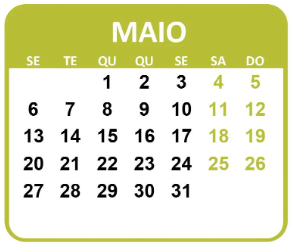 MAIO
SE TE QU QU SE SA DO
1 2 3 4 5
6 7 8 9 10 11 12
13 14 15 16 17 18 19
20 21 22 23 24 25 26
27 28 29 30 31